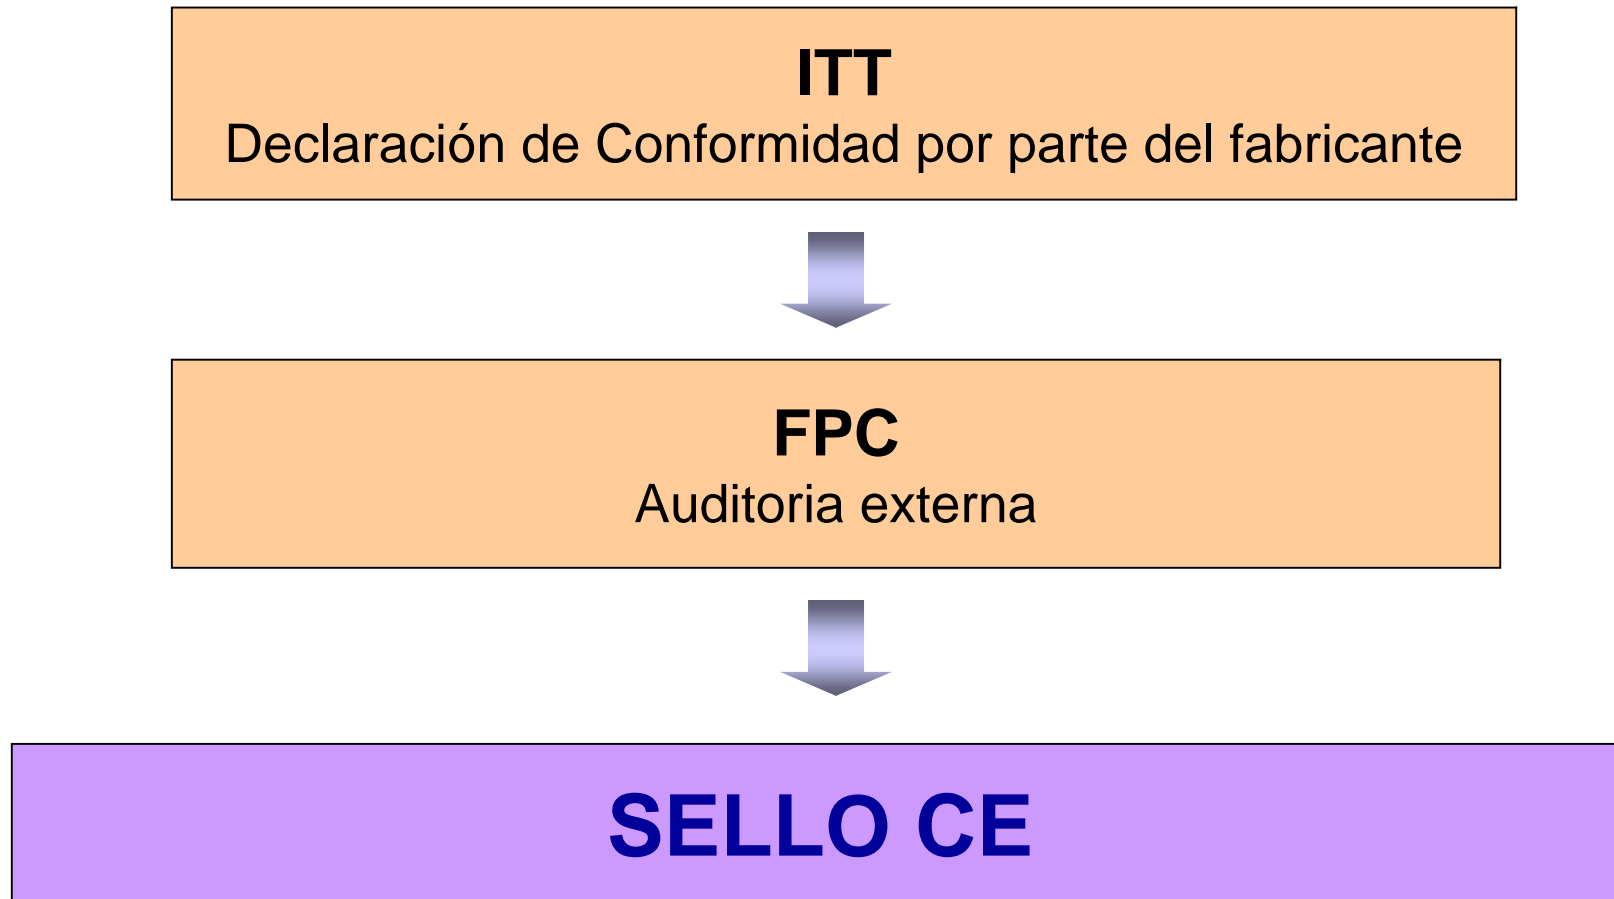 ITT
Declaración de Conformidad por parte del fabricante
FPC
Auditoria externa
SELLO CE